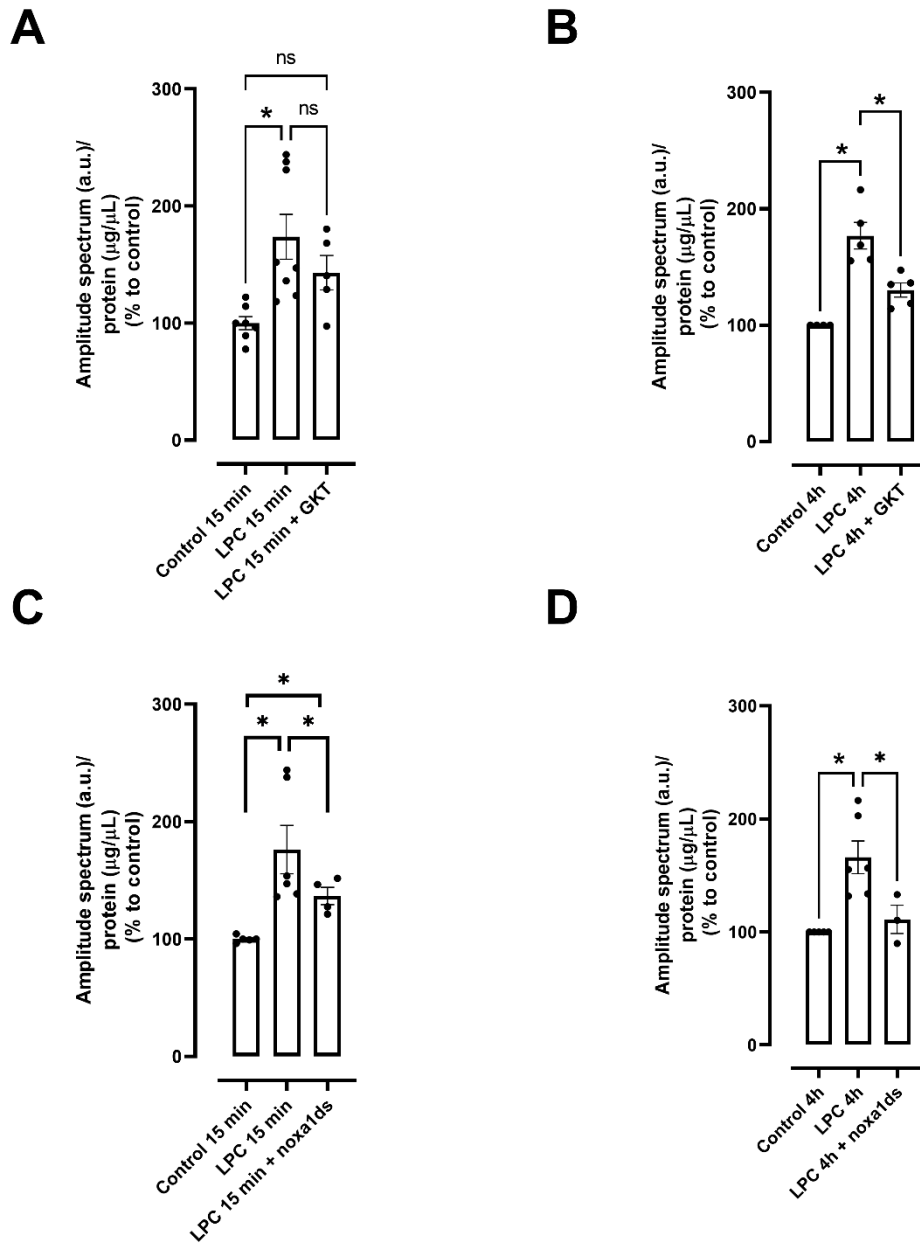 A
ns
*
ns
300
200
100
0
Amplitude spectrum (a.u.)/
protein (μg/μL)
(% to control)
Control 15 min
LPC 15 min
LPC 15 min + GKT
B
*
*
300
200
100
0
Amplitude spectrum (a.u.)/
protein (μg/μL)
(% to control)
Control 4h
LPC 4h
LPC 4h + GKT
C
*
*
*
300
200
100
0
Amplitude spectrum (a.u.)/
protein (μg/μL)
(% to control)
Control 15 min
LPC 15 min
LPC 15 min + noxa1ds
D
*
*
300
200
100
0
Amplitude spectrum (a.u.)/
protein (μg/μL)
(% to control)
Control 4h
LPC 4h
LPC 4h + noxa1ds